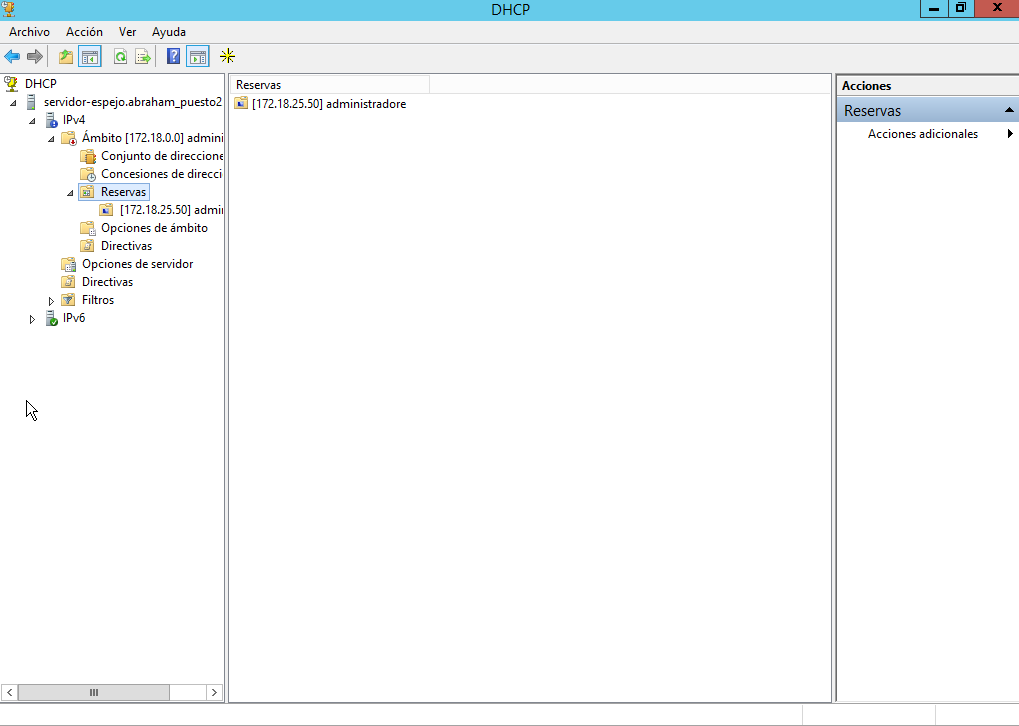 DHCP
Archivo Acción Ver Ayuda
DHCP
servidor-espejo.abraham_puesto2
IPv4
Ámbito [172.18.0.0] admini
Conjunto de direccione
Concesiones de direcci
Reservas
[172.18.25.50] admin
Opciones de ámbito
Directivas
Opciones de servidor
Directivas
Filtros
IPv6
Reservas
[172.18.25.50] administradore
Acciones
Reservas
Acciones adicionales